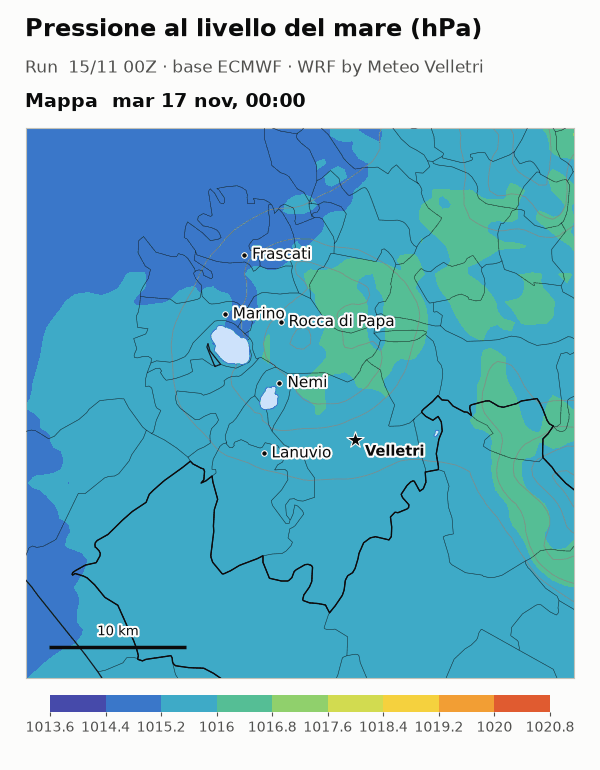 Pressione al livello del mare (hPa)
Run  15/11 00Z · base ECMWF · WRF by Meteo Velletri
Mappa  mar 17 nov, 00:00
Frascati
Marino
Rocca di Papa
Nemi
Velletri
Lanuvio
10 km
1013.6 1014.4 1015.2 1016 1016.8 1017.6 1018.4 1019.2 1020 1020.8